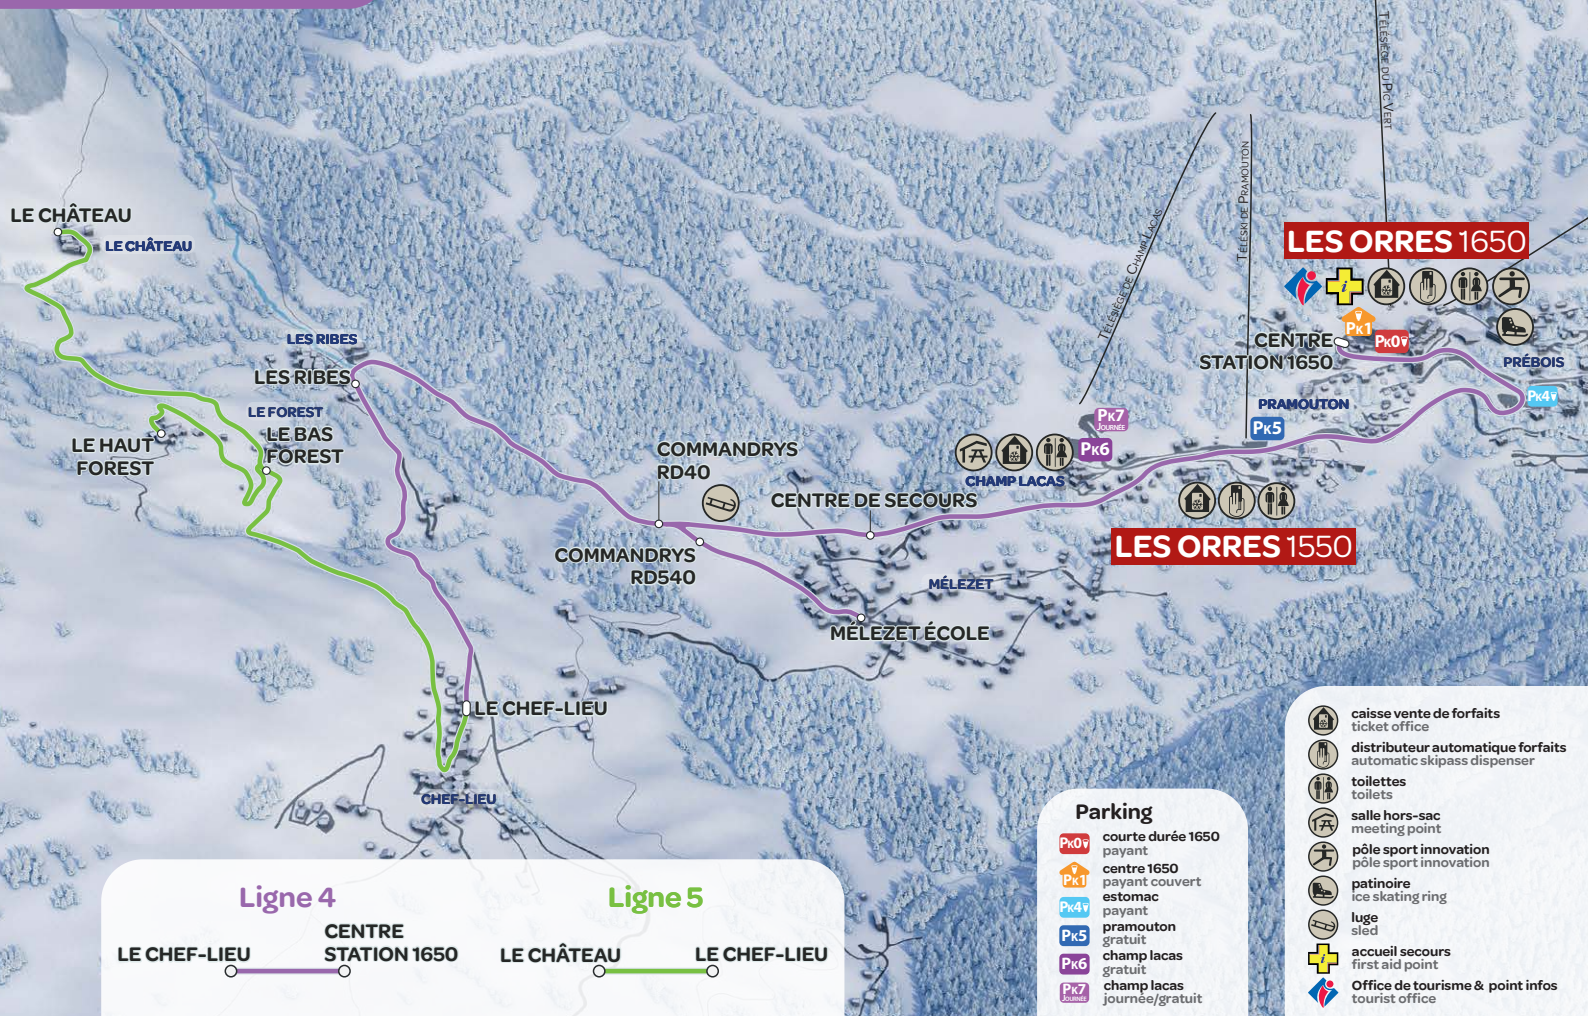 TÉLÉSIÈGE DU PIC VERT
TÉLÉSKI DE PRAMOUTON
TÉLÉSIÈGE DE CHAMP LACAS
LE CHÂTEAU
LE CHÂTEAU
LES ORRES 1650
i
PK1
PK0
CENTRE
STATION 1650
PRÉBOIS
PK4
LES RIBES
LES RIBES
LE FOREST
LE BAS
FOREST
LE HAUT
FOREST
PRAMOUTON
PK5
PK7
JOURNÉE
PK6
CHAMP LACAS
COMMANDRYS
RD40
CENTRE DE SECOURS
COMMANDRYS
RD540
LES ORRES 1550
MÉLEZET
MÉLEZET ÉCOLE
LE CHEF-LIEU
CHEF-LIEU
Ligne 4
LE CHEF-LIEU
CENTRE
STATION 1650
Ligne 5
LE CHÂTEAU
LE CHEF-LIEU
Parking
PK0
courte durée 1650
payant
PK1
centre 1650
payant couvert
PK4
estomac
payant
PK5
pramouton
gratuit
PK6
champ lacas
gratuit
PK7
JOURNÉE
champ lacas
journée/gratuit
caisse vente de forfaits
ticket office
distributeur automatique forfaits
automatic skipass dispenser
toilettes
toilets
salle hors-sac
meeting point
pôle sport innovation
pôle sport innovation
patinoire
ice skating ring
luge
sled
i
accueil secours
first aid point
Office de tourisme & point infos
tourist office